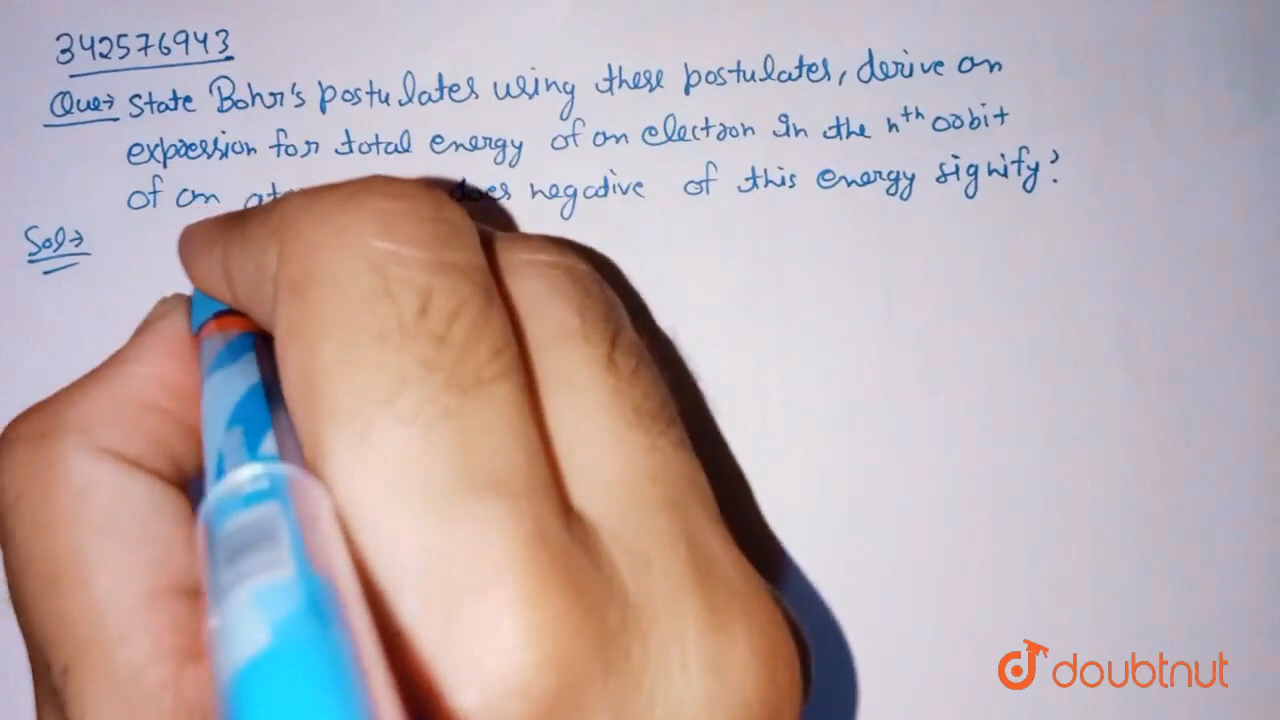 342576943
Que→ State Bohr's postulates using these postulates, derive an
expression for total energy of an electron in the nth orbit
of an negative of this energy signify?
Sol→
doubtnut